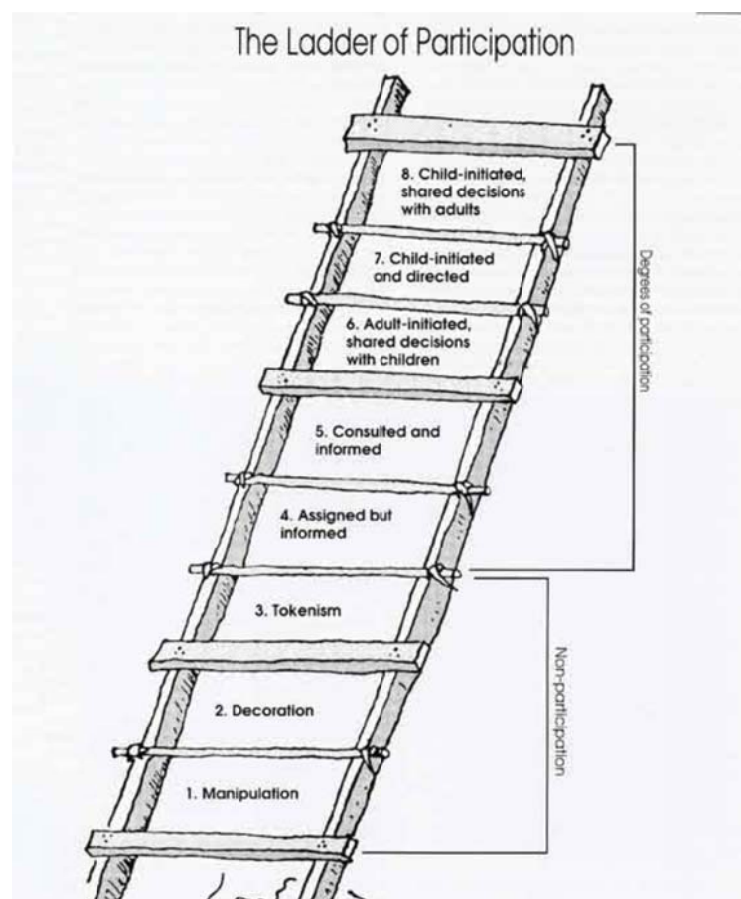 The Ladder of Participation
8. Child-initiated,
shared decisions
with adults
7. Child-initiated
and directed
6. Adult-initiated,
shared decisions
with children
5. Consulted and
informed
4. Assigned but
informed
3. Tokenism
2. Decoration
1. Manipulation
Degrees of participation
Non-participation